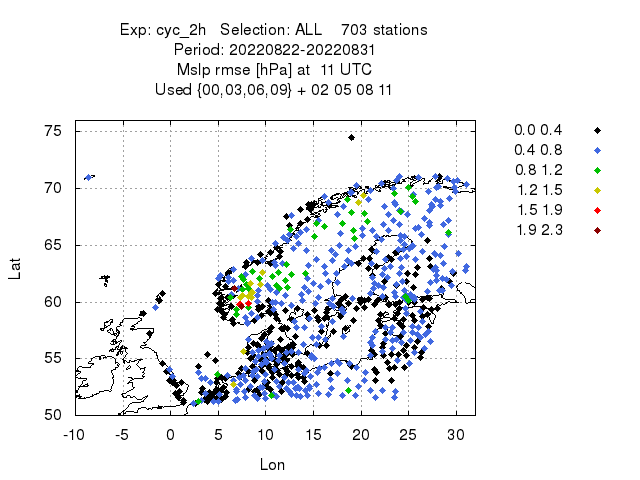 Exp: cyc_2h Selection: ALL 703 stations
Period: 20220822-20220831
Mslp rmse [hPa] at 11 UTC
Used {00,03,06,09} + 02 05 08 11
0.0 0.4
0.4 0.8
0.8 1.2
1.2 1.5
1.5 1.9
1.9 2.3
75
70
65
60
55
50
Lat
-10 -5 0 5 10 15 20 25 30
Lon